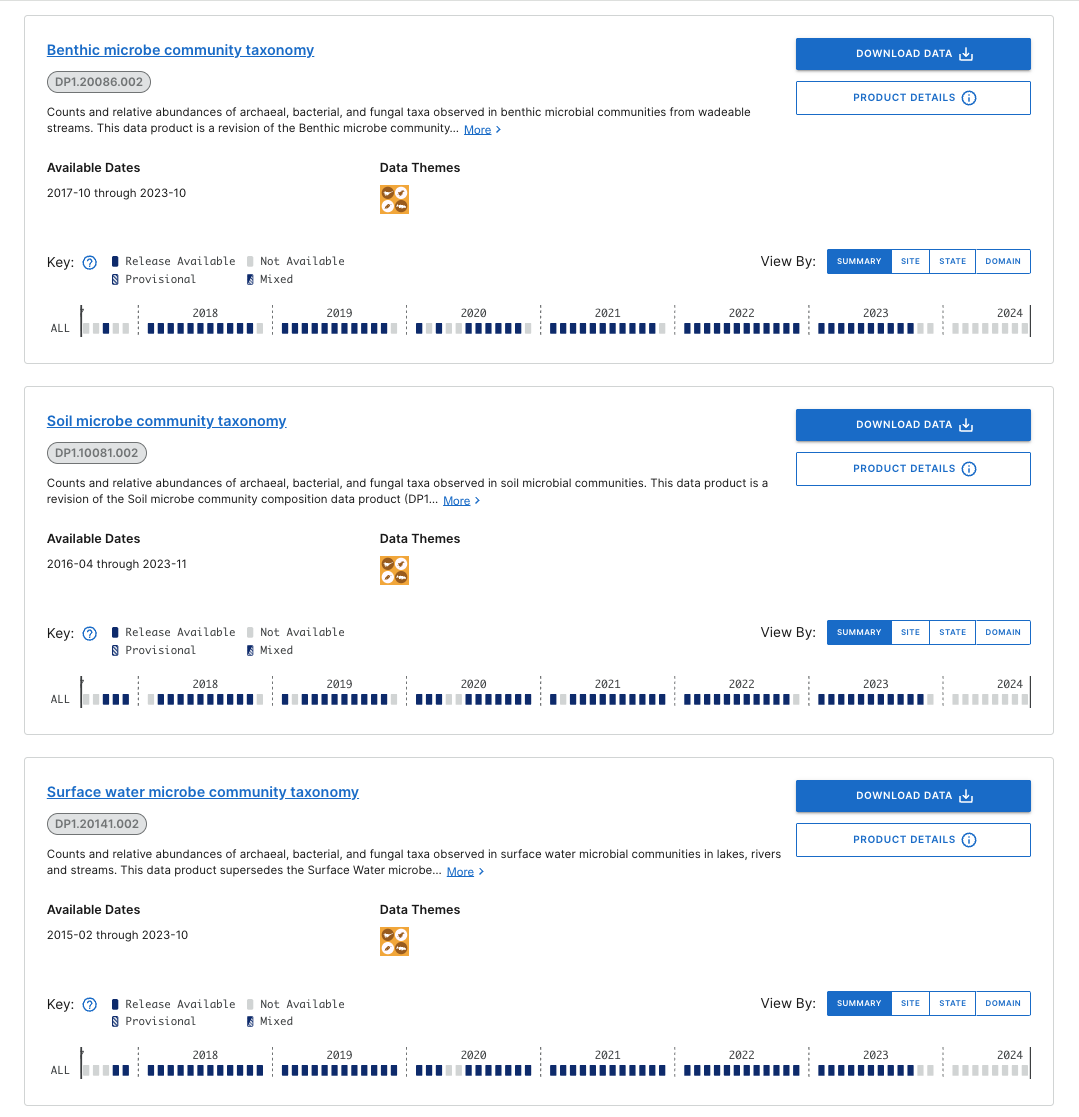 Benthic microbe community taxonomy
DOWNLOAD DATA
DP1.20086.002
PRODUCT DETAILS
Counts and relative abundances of archaeal, bacterial, and fungal taxa observed in benthic microbial communities from wadeable
streams. This data product is a revision of the Benthic microbe community... More
Available Dates
Data Themes
2017-10 through 2023-10
Key: ? Release Available Not Available
Provisional Mixed
View By: SUMMARY SITE STATE DOMAIN
2018 2019 2020 2021 2022 2023 2024
ALL
Soil microbe community taxonomy
DOWNLOAD DATA
DP1.10081.002
PRODUCT DETAILS
Counts and relative abundances of archaeal, bacterial, and fungal taxa observed in soil microbial communities. This data product is a
revision of the Soil microbe community composition data product (DP1... More
Available Dates
Data Themes
2016-04 through 2023-11
Key: ? Release Available Not Available
Provisional Mixed
View By: SUMMARY SITE STATE DOMAIN
2018 2019 2020 2021 2022 2023 2024
ALL
Surface water microbe community taxonomy
DOWNLOAD DATA
DP1.20141.002
PRODUCT DETAILS
Counts and relative abundances of archaeal, bacterial, and fungal taxa observed in surface water microbial communities in lakes, rivers
and streams. This data product supersedes the Surface Water microbe... More
Available Dates
Data Themes
2015-02 through 2023-10
Key: ? Release Available Not Available
Provisional Mixed
View By: SUMMARY SITE STATE DOMAIN
2018 2019 2020 2021 2022 2023 2024
ALL